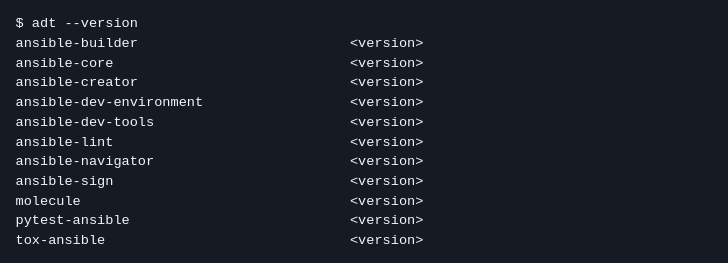 $ adt --version
ansible-builder                          <version>
ansible-core                             <version>
ansible-creator                          <version>
ansible-dev-environment                  <version>
ansible-dev-tools                        <version>
ansible-lint                             <version>
ansible-navigator                        <version>
ansible-sign                             <version>
molecule                                 <version>
pytest-ansible                           <version>
tox-ansible                              <version>